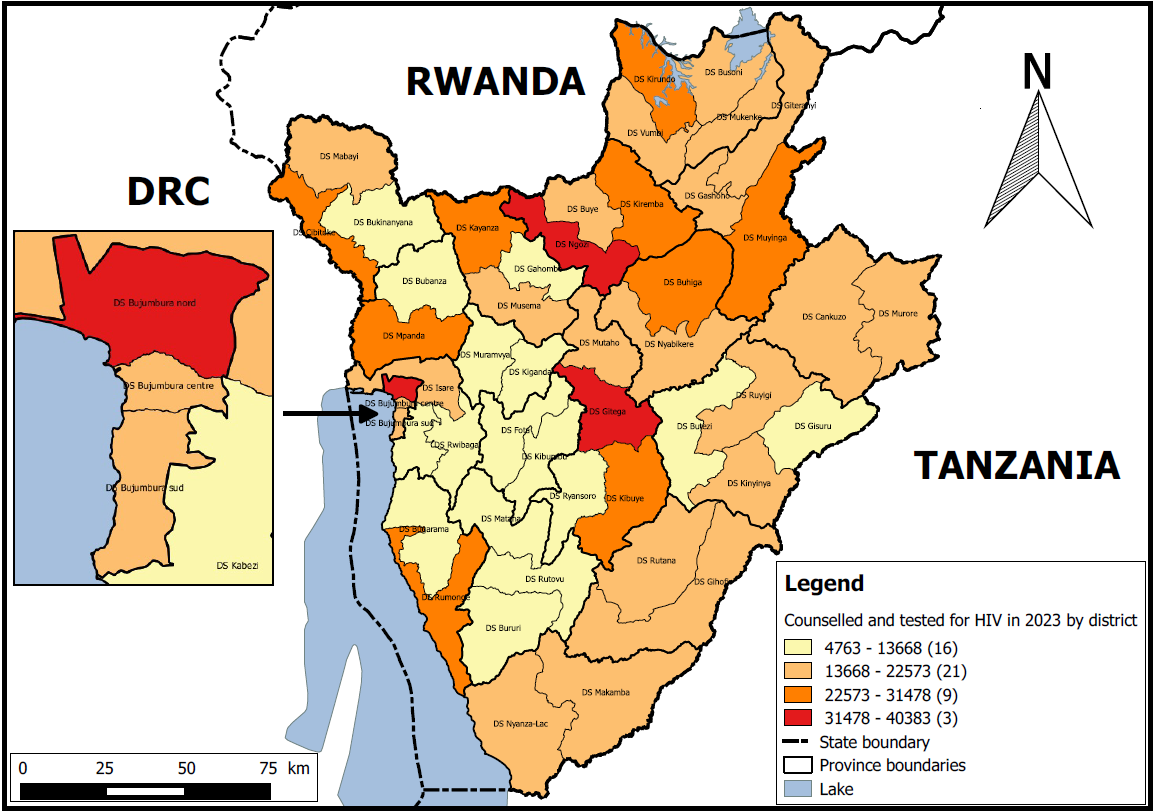 RWANDA
N
DS Kirundo
DS Busoni
DS Giteranyi
DS Mukenke
DS Vumbi
DS Mabayi
DRC
DS Gashoho
DS Buye
DS Kiremba
DS Bukinanyana
DS Cibitoke
DS Kayanza
DS Ngozi
DS Muyinga
DS Gahombo
DS Bubanza
DS Buhiga
DS Bujumbura nord
DS Musema
DS Cankuzo
DS Murore
DS Mpanda
DS Mutaho
DS Nyabikere
DS Muramvya
DS Kiganda
DS Bujumbura centre
DS Isare
DS Ruyigi
DS Bujumbura centre
DS Gitega
DS Bujumbura sud
DS Fota
DS Butezi
DS Gisuru
DS Rwibaga
DS Kibumbu
TANZANIA
DS Bujumbura sud
DS Kinyinya
DS Ryansoro
DS Kibuye
DS Matana
DS Kabezi
DS Rutana
DS Rutovu
DS Gihofi
DS Rumonge
DS Bururi
DS Makamba
DS Nyanza-Lac
Legend
Counselled and tested for HIV in 2023 by district
4763 - 13668 (16)
13668 - 22573 (21)
22573 - 31478 (9)
31478 - 40383 (3)
State boundary
Province boundaries
Lake
0 25 50 75 km